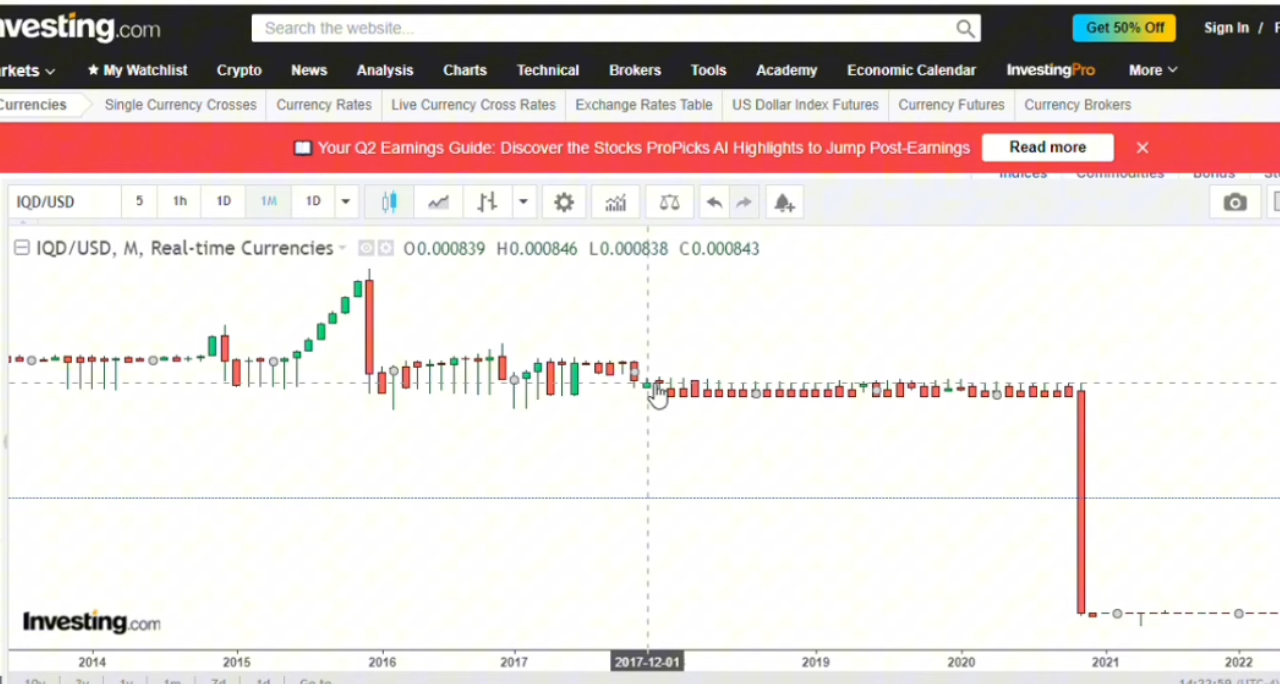 nvesting.com Search the website... Get 50% Off Sign In /
rkets ★ My Watchlist Crypto News Analysis Charts Technical Brokers Tools Academy Economic Calendar InvestingPro More
Currencies Single Currency Crosses Currency Rates Live Currency Cross Rates Exchange Rates Table US Dollar Index Futures Currency Futures Currency Brokers
Your Q2 Earnings Guide: Discover the Stocks ProPicks AI Highlights to Jump Post-Earnings Read more ×
Indices Commodities Bonds
IQD/USD 5 1h 1D 1M 1D
IQD/USD, M, Real-time Currencies O0.000839 H0.000846 L0.000838 C0.000843
Investing.com
2014 2015 2016 2017 2017-12-01 2019 2020 2021 2022